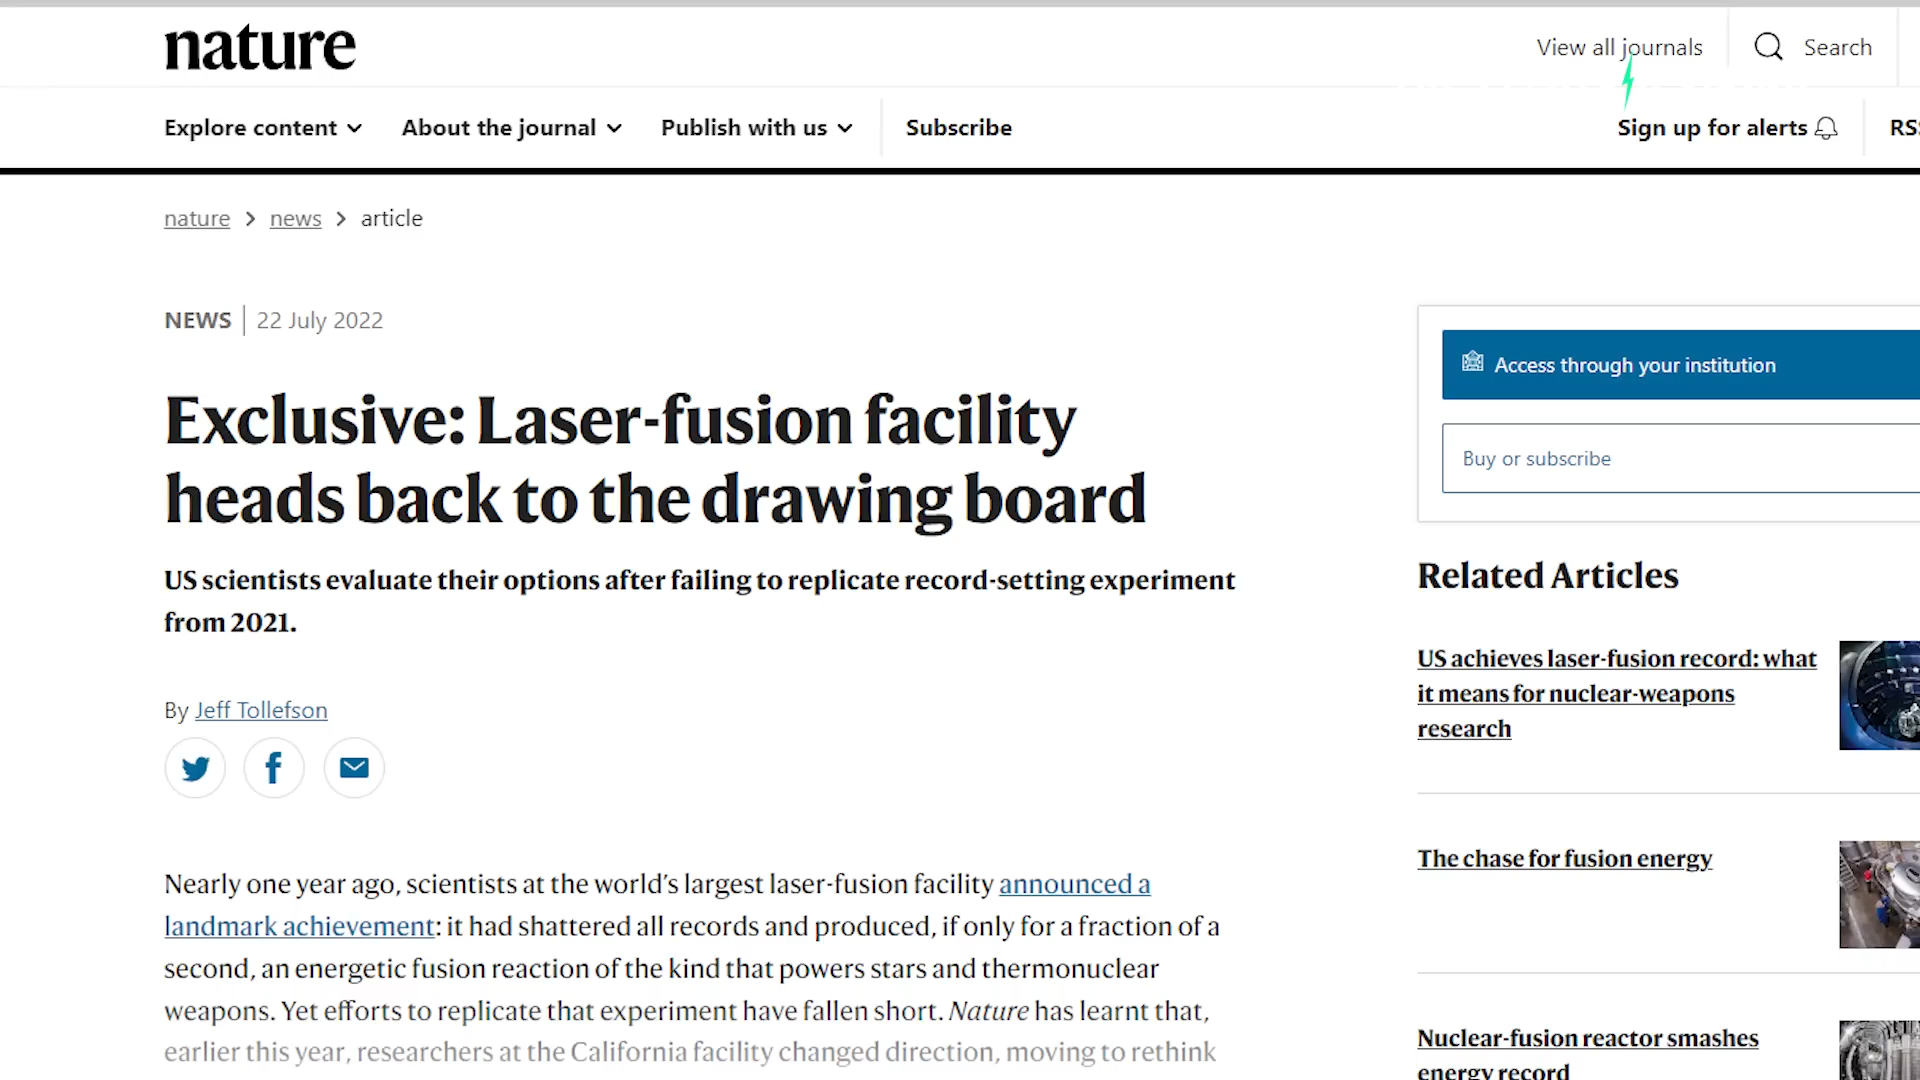 nature
View all journals
Search
Explore content
About the journal
Publish with us
Subscribe
Sign up for alerts
nature > news > article
NEWS | 22 July 2022
Exclusive: Laser-fusion facility
heads back to the drawing board
US scientists evaluate their options after failing to replicate record-setting experiment
from 2021.
By Jeff Tollefson
Nearly one year ago, scientists at the world’s largest laser-fusion facility announced a
landmark achievement: it had shattered all records and produced, if only for a fraction of a
second, an energetic fusion reaction of the kind that powers stars and thermonuclear
weapons. Yet efforts to replicate that experiment have fallen short. Nature has learnt that,
earlier this year, researchers at the California facility changed direction, moving to rethink
Access through your institution
Buy or subscribe
Related Articles
US achieves laser-fusion record: what
it means for nuclear-weapons
research
The chase for fusion energy
Nuclear-fusion reactor smashes
energy record